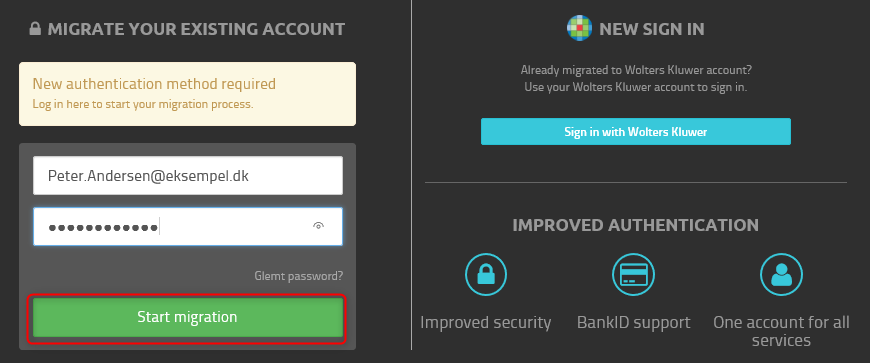 MIGRATE YOUR EXISTING ACCOUNT
New authentication method required
Log in here to start your migration process.
Peter.Andersen@eksempel.dk
••••••••••••
Glemt password?
Start migration
NEW SIGN IN
Already migrated to Wolters Kluwer account?
Use your Wolters Kluwer account to sign in.
Sign in with Wolters Kluwer
IMPROVED AUTHENTICATION
Improved security
BankID support
One account for all
services